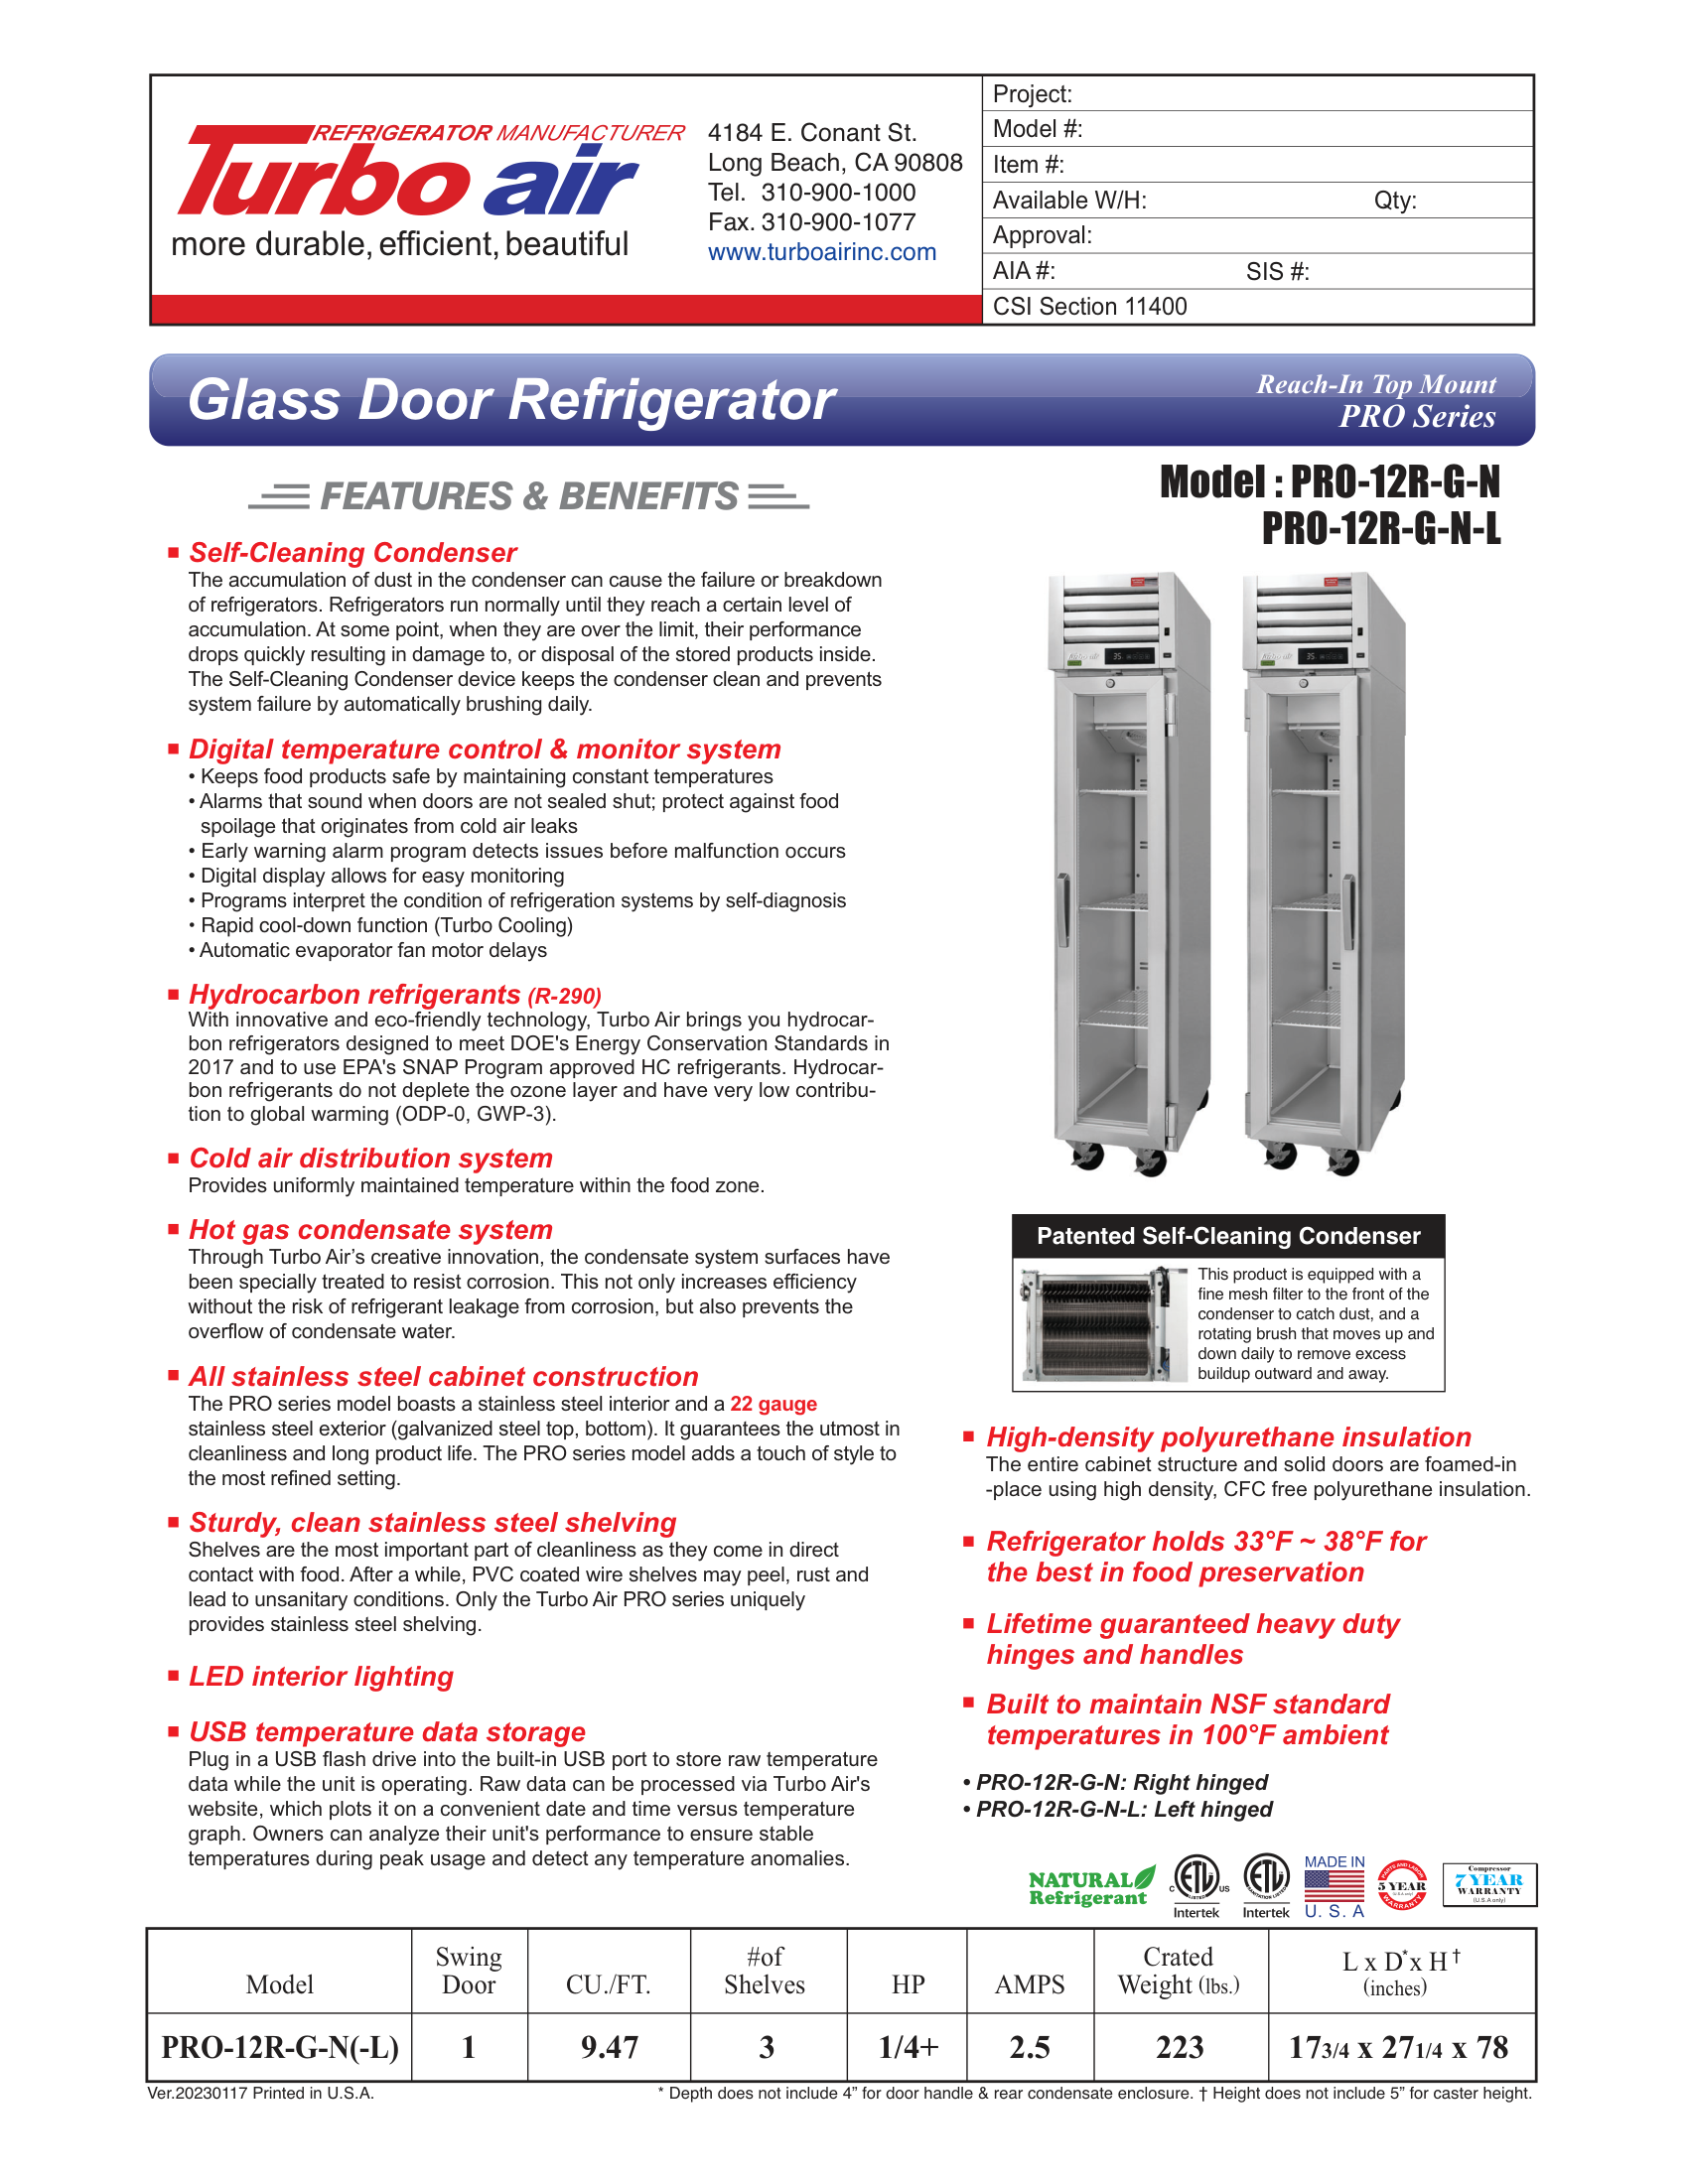 REFRIGERATOR MANUFACTURER
Turbo air
more durable, efficient, beautiful
4184 E. Conant St.
Long Beach, CA 90808
Tel. 310-900-1000
Fax. 310-900-1077
www.turboairinc.com
Project:
Model #:
Item #:
Available W/H: Qty:
Approval:
AIA #: SIS #:
CSI Section 11400
Glass Door Refrigerator
Reach-In Top Mount
PRO Series
FEATURES & BENEFITS
Model : PRO-12R-G-N
PRO-12R-G-N-L
■ Self-Cleaning Condenser
The accumulation of dust in the condenser can cause the failure or breakdown
of refrigerators. Refrigerators run normally until they reach a certain level of
accumulation. At some point, when they are over the limit, their performance
drops quickly resulting in damage to, or disposal of the stored products inside.
The Self-Cleaning Condenser device keeps the condenser clean and prevents
system failure by automatically brushing daily.
■ Digital temperature control & monitor system
• Keeps food products safe by maintaining constant temperatures
• Alarms that sound when doors are not sealed shut; protect against food
spoilage that originates from cold air leaks
• Early warning alarm program detects issues before malfunction occurs
• Digital display allows for easy monitoring
• Programs interpret the condition of refrigeration systems by self-diagnosis
• Rapid cool-down function (Turbo Cooling)
• Automatic evaporator fan motor delays
■ Hydrocarbon refrigerants (R-290)
With innovative and eco-friendly technology, Turbo Air brings you hydrocar-
bon refrigerators designed to meet DOE's Energy Conservation Standards in
2017 and to use EPA's SNAP Program approved HC refrigerants. Hydrocar-
bon refrigerants do not deplete the ozone layer and have very low contribu-
tion to global warming (ODP-0, GWP-3).
■ Cold air distribution system
Provides uniformly maintained temperature within the food zone.
■ Hot gas condensate system
Through Turbo Air’s creative innovation, the condensate system surfaces have
been specially treated to resist corrosion. This not only increases efficiency
without the risk of refrigerant leakage from corrosion, but also prevents the
overflow of condensate water.
■ All stainless steel cabinet construction
The PRO series model boasts a stainless steel interior and a 22 gauge
stainless steel exterior (galvanized steel top, bottom). It guarantees the utmost in
cleanliness and long product life. The PRO series model adds a touch of style to
the most refined setting.
■ Sturdy, clean stainless steel shelving
Shelves are the most important part of cleanliness as they come in direct
contact with food. After a while, PVC coated wire shelves may peel, rust and
lead to unsanitary conditions. Only the Turbo Air PRO series uniquely
provides stainless steel shelving.
■ LED interior lighting
■ USB temperature data storage
Plug in a USB flash drive into the built-in USB port to store raw temperature
data while the unit is operating. Raw data can be processed via Turbo Air's
website, which plots it on a convenient date and time versus temperature
graph. Owners can analyze their unit's performance to ensure stable
temperatures during peak usage and detect any temperature anomalies.
Patented Self-Cleaning Condenser
This product is equipped with a
fine mesh filter to the front of the
condenser to catch dust, and a
rotating brush that moves up and
down daily to remove excess
buildup outward and away.
■ High-density polyurethane insulation
The entire cabinet structure and solid doors are foamed-in
-place using high density, CFC free polyurethane insulation.
■ Refrigerator holds 33°F ~ 38°F for
the best in food preservation
■ Lifetime guaranteed heavy duty
hinges and handles
■ Built to maintain NSF standard
temperatures in 100°F ambient
• PRO-12R-G-N: Right hinged
• PRO-12R-G-N-L: Left hinged
NATURAL
Refrigerant
C ETL LISTED US
Intertek
ETL SANITATION LISTED
Intertek
MADE IN
U. S. A
PARTS AND LABOR
5 YEAR
(U.S.A only)
WARRANTY
Compressor
7 YEAR
WARRANTY
(U.S.A only)
Model Swing Door CU./FT. #of Shelves HP AMPS Crated Weight (lbs.) L x D* x H† (inches)
PRO-12R-G-N(-L) 1 9.47 3 1/4+ 2.5 223 173/4 x 271/4 x 78
Ver.20230117 Printed in U.S.A.
* Depth does not include 4” for door handle & rear condensate enclosure. † Height does not include 5” for caster height.